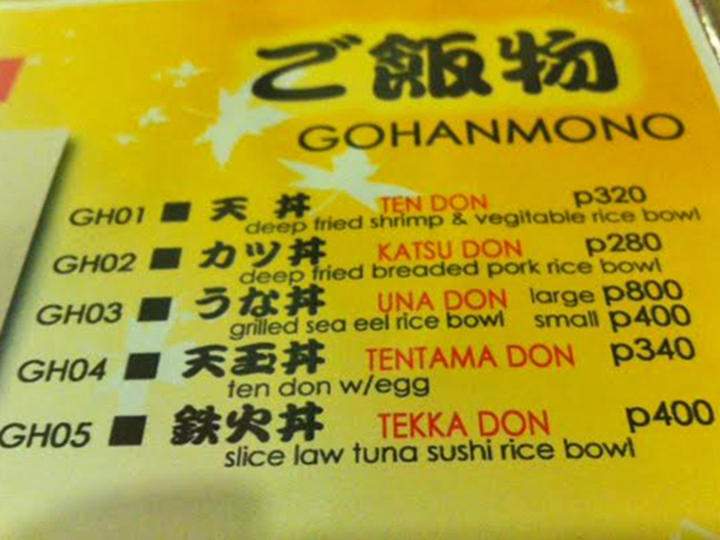 ご飯物
GOHANMONO
GH01 ■ 天丼 TEN DON p320
deep fried shrimp & vegitable rice bowl
GH02 ■ カツ丼 KATSU DON p280
deep fried breaded pork rice bowl
GH03 ■ うな丼 UNA DON large p800
grilled sea eel rice bowl small p400
GH04 ■ 天玉丼 TENTAMA DON p340
ten don w/egg
GH05 ■ 鉄火丼 TEKKA DON p400
slice law tuna sushi rice bowl